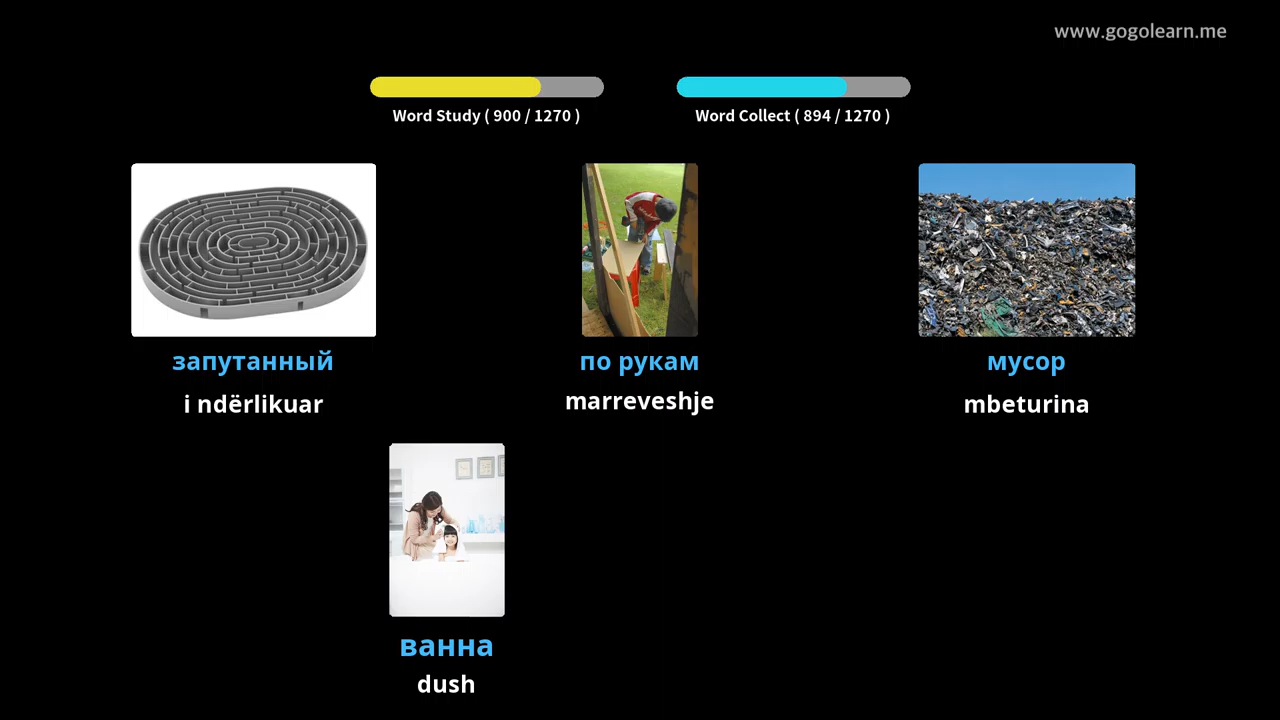 www.gogolearn.me
Word Study ( 900 / 1270 )
Word Collect ( 894 / 1270 )
запутанный
по рукам
мусор
i ndërlikuar
marreveshje
mbeturina
ванна
dush